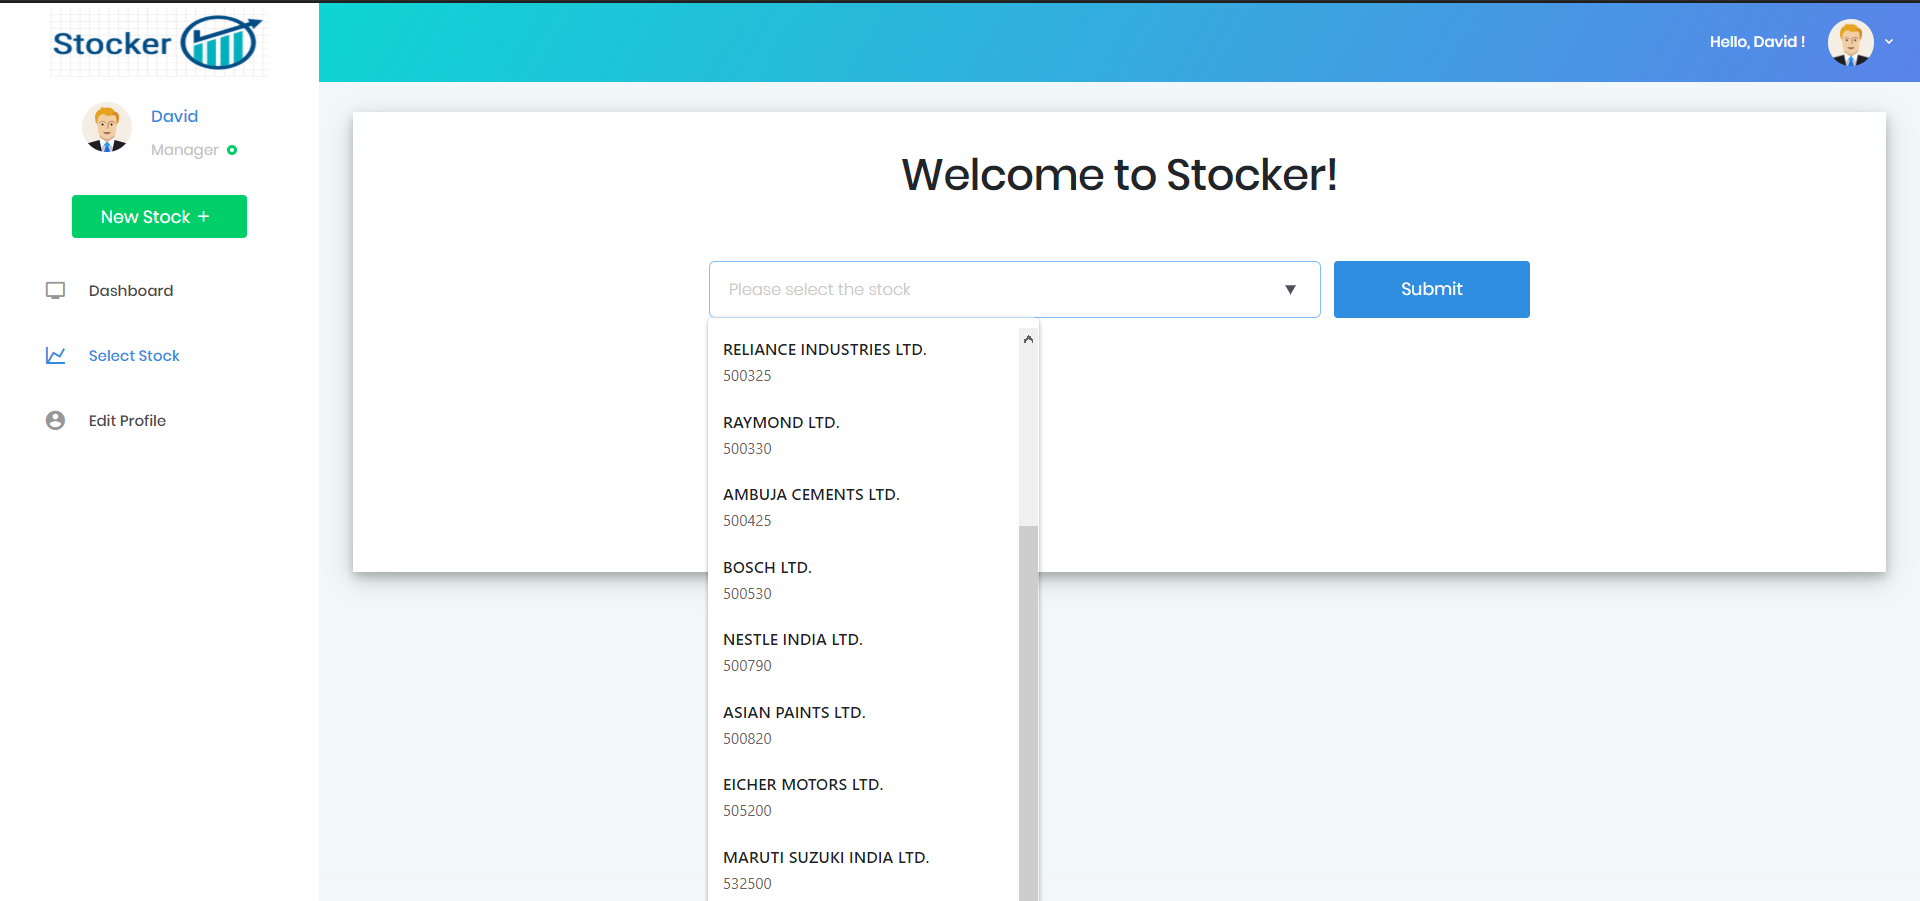 Stocker
Hello, David !
David
Manager
New Stock +
Dashboard
Select Stock
Edit Profile
Welcome to Stocker!
Please select the stock
Submit
RELIANCE INDUSTRIES LTD.
500325
RAYMOND LTD.
500330
AMBUJA CEMENTS LTD.
500425
BOSCH LTD.
500530
NESTLE INDIA LTD.
500790
ASIAN PAINTS LTD.
500820
EICHER MOTORS LTD.
505200
MARUTI SUZUKI INDIA LTD.
532500